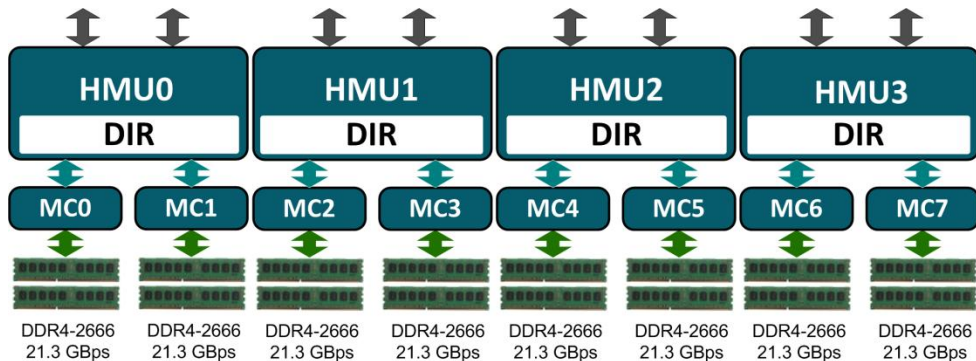 HMU0 HMU1 HMU2 HMU3
DIR DIR DIR DIR
MC0 MC1 MC2 MC3 MC4 MC5 MC6 MC7
DDR4-2666 DDR4-2666 DDR4-2666 DDR4-2666 DDR4-2666 DDR4-2666 DDR4-2666 DDR4-2666
21.3 GBps 21.3 GBps 21.3 GBps 21.3 GBps 21.3 GBps 21.3 GBps 21.3 GBps 21.3 GBps